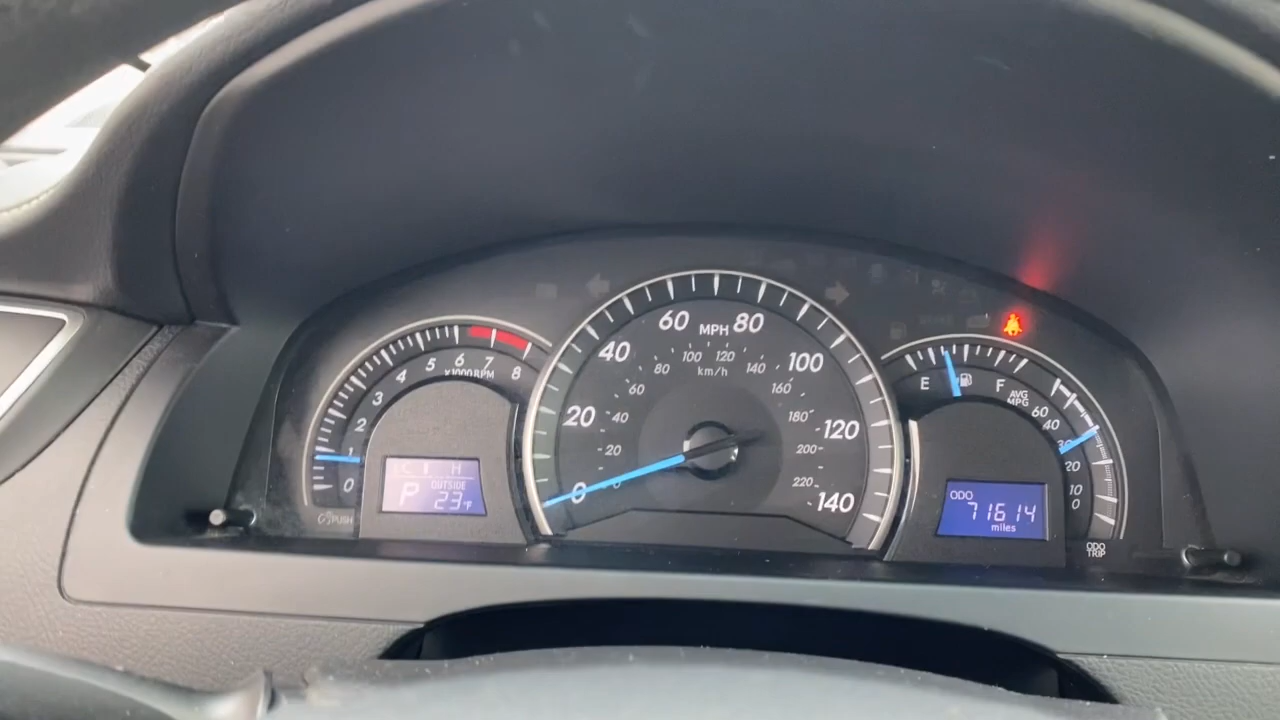 0 1 2 3 4 5 6 7 8
x1000RPM
C H
P OUTSIDE
23°F
PUSH
0 20 40 60 MPH 80 100 120 140
0 20 40 60 80 100 120 140 160 180 200 220
km/h
E F
AVG
MPG
60
40
30
20
10
0
ODO
71614
miles
ODO
TRIP